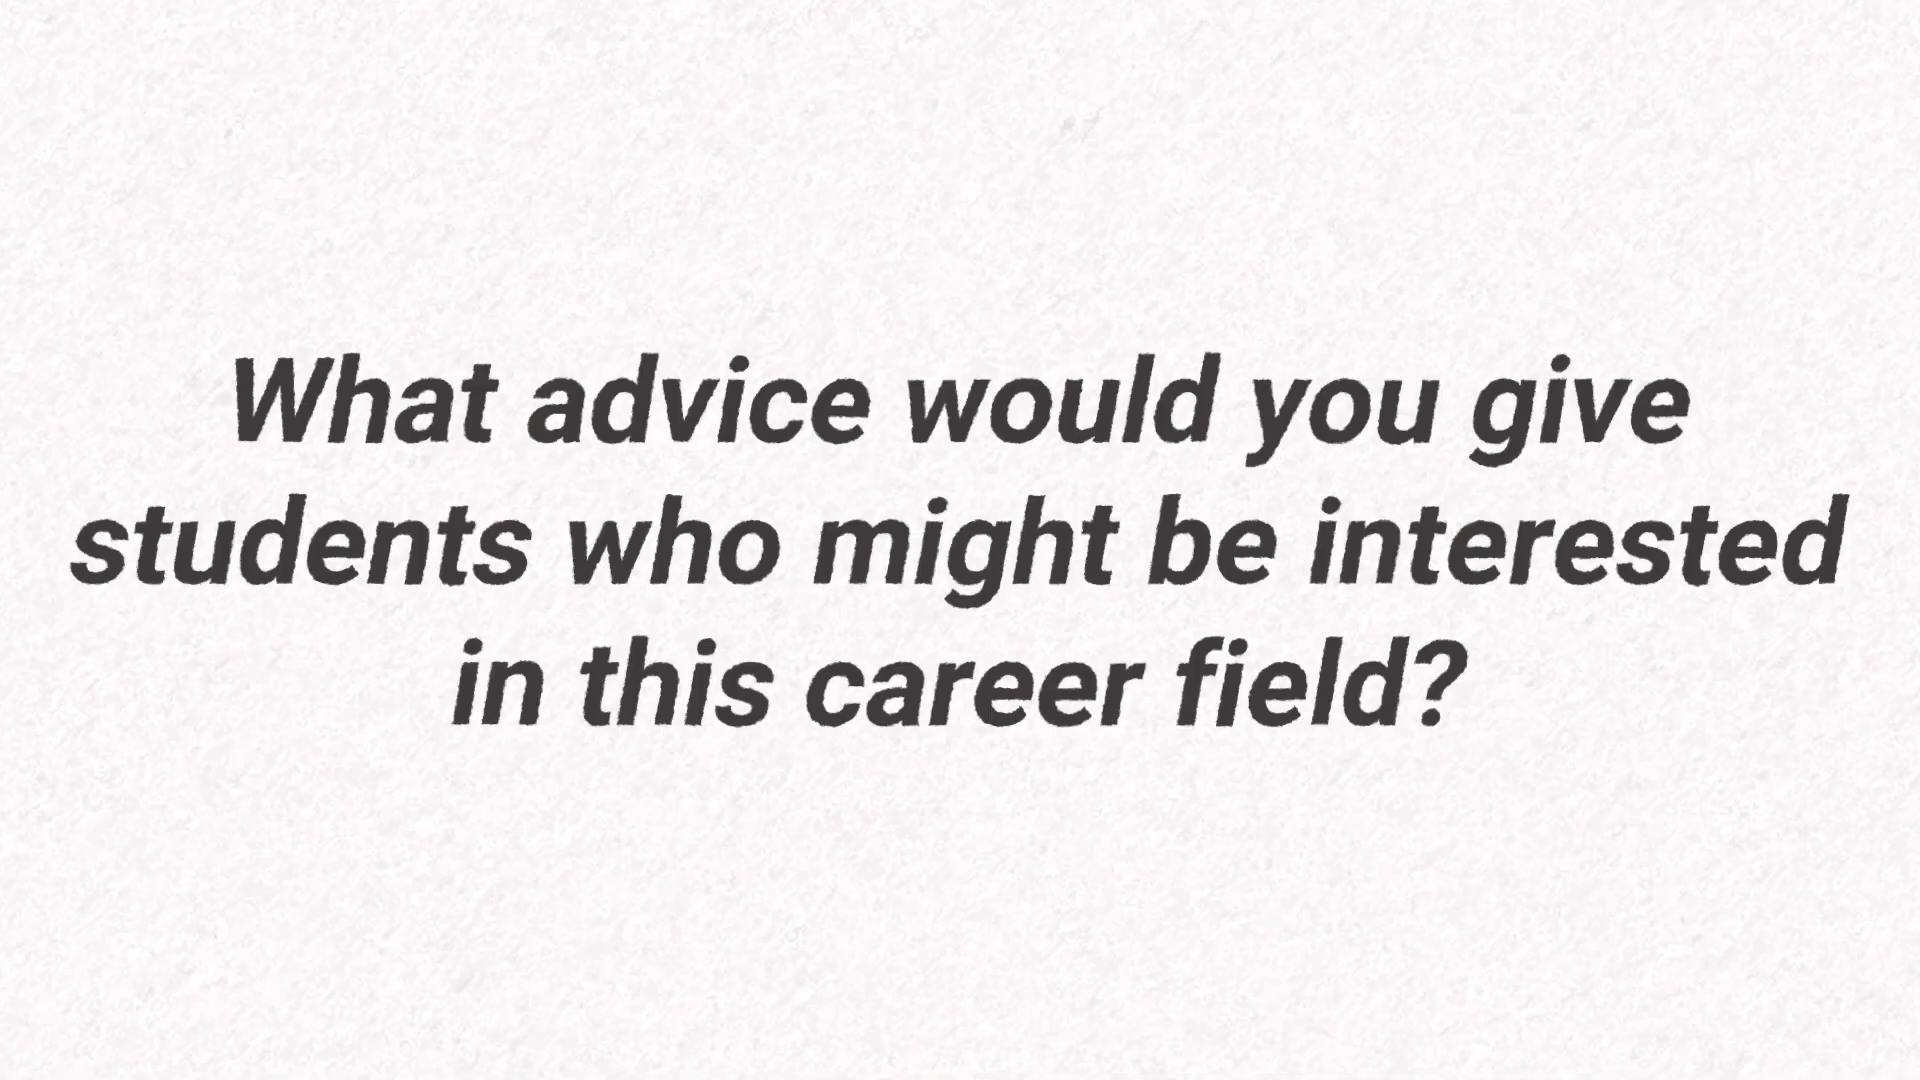 What advice would you give
students who might be interested
in this career field?